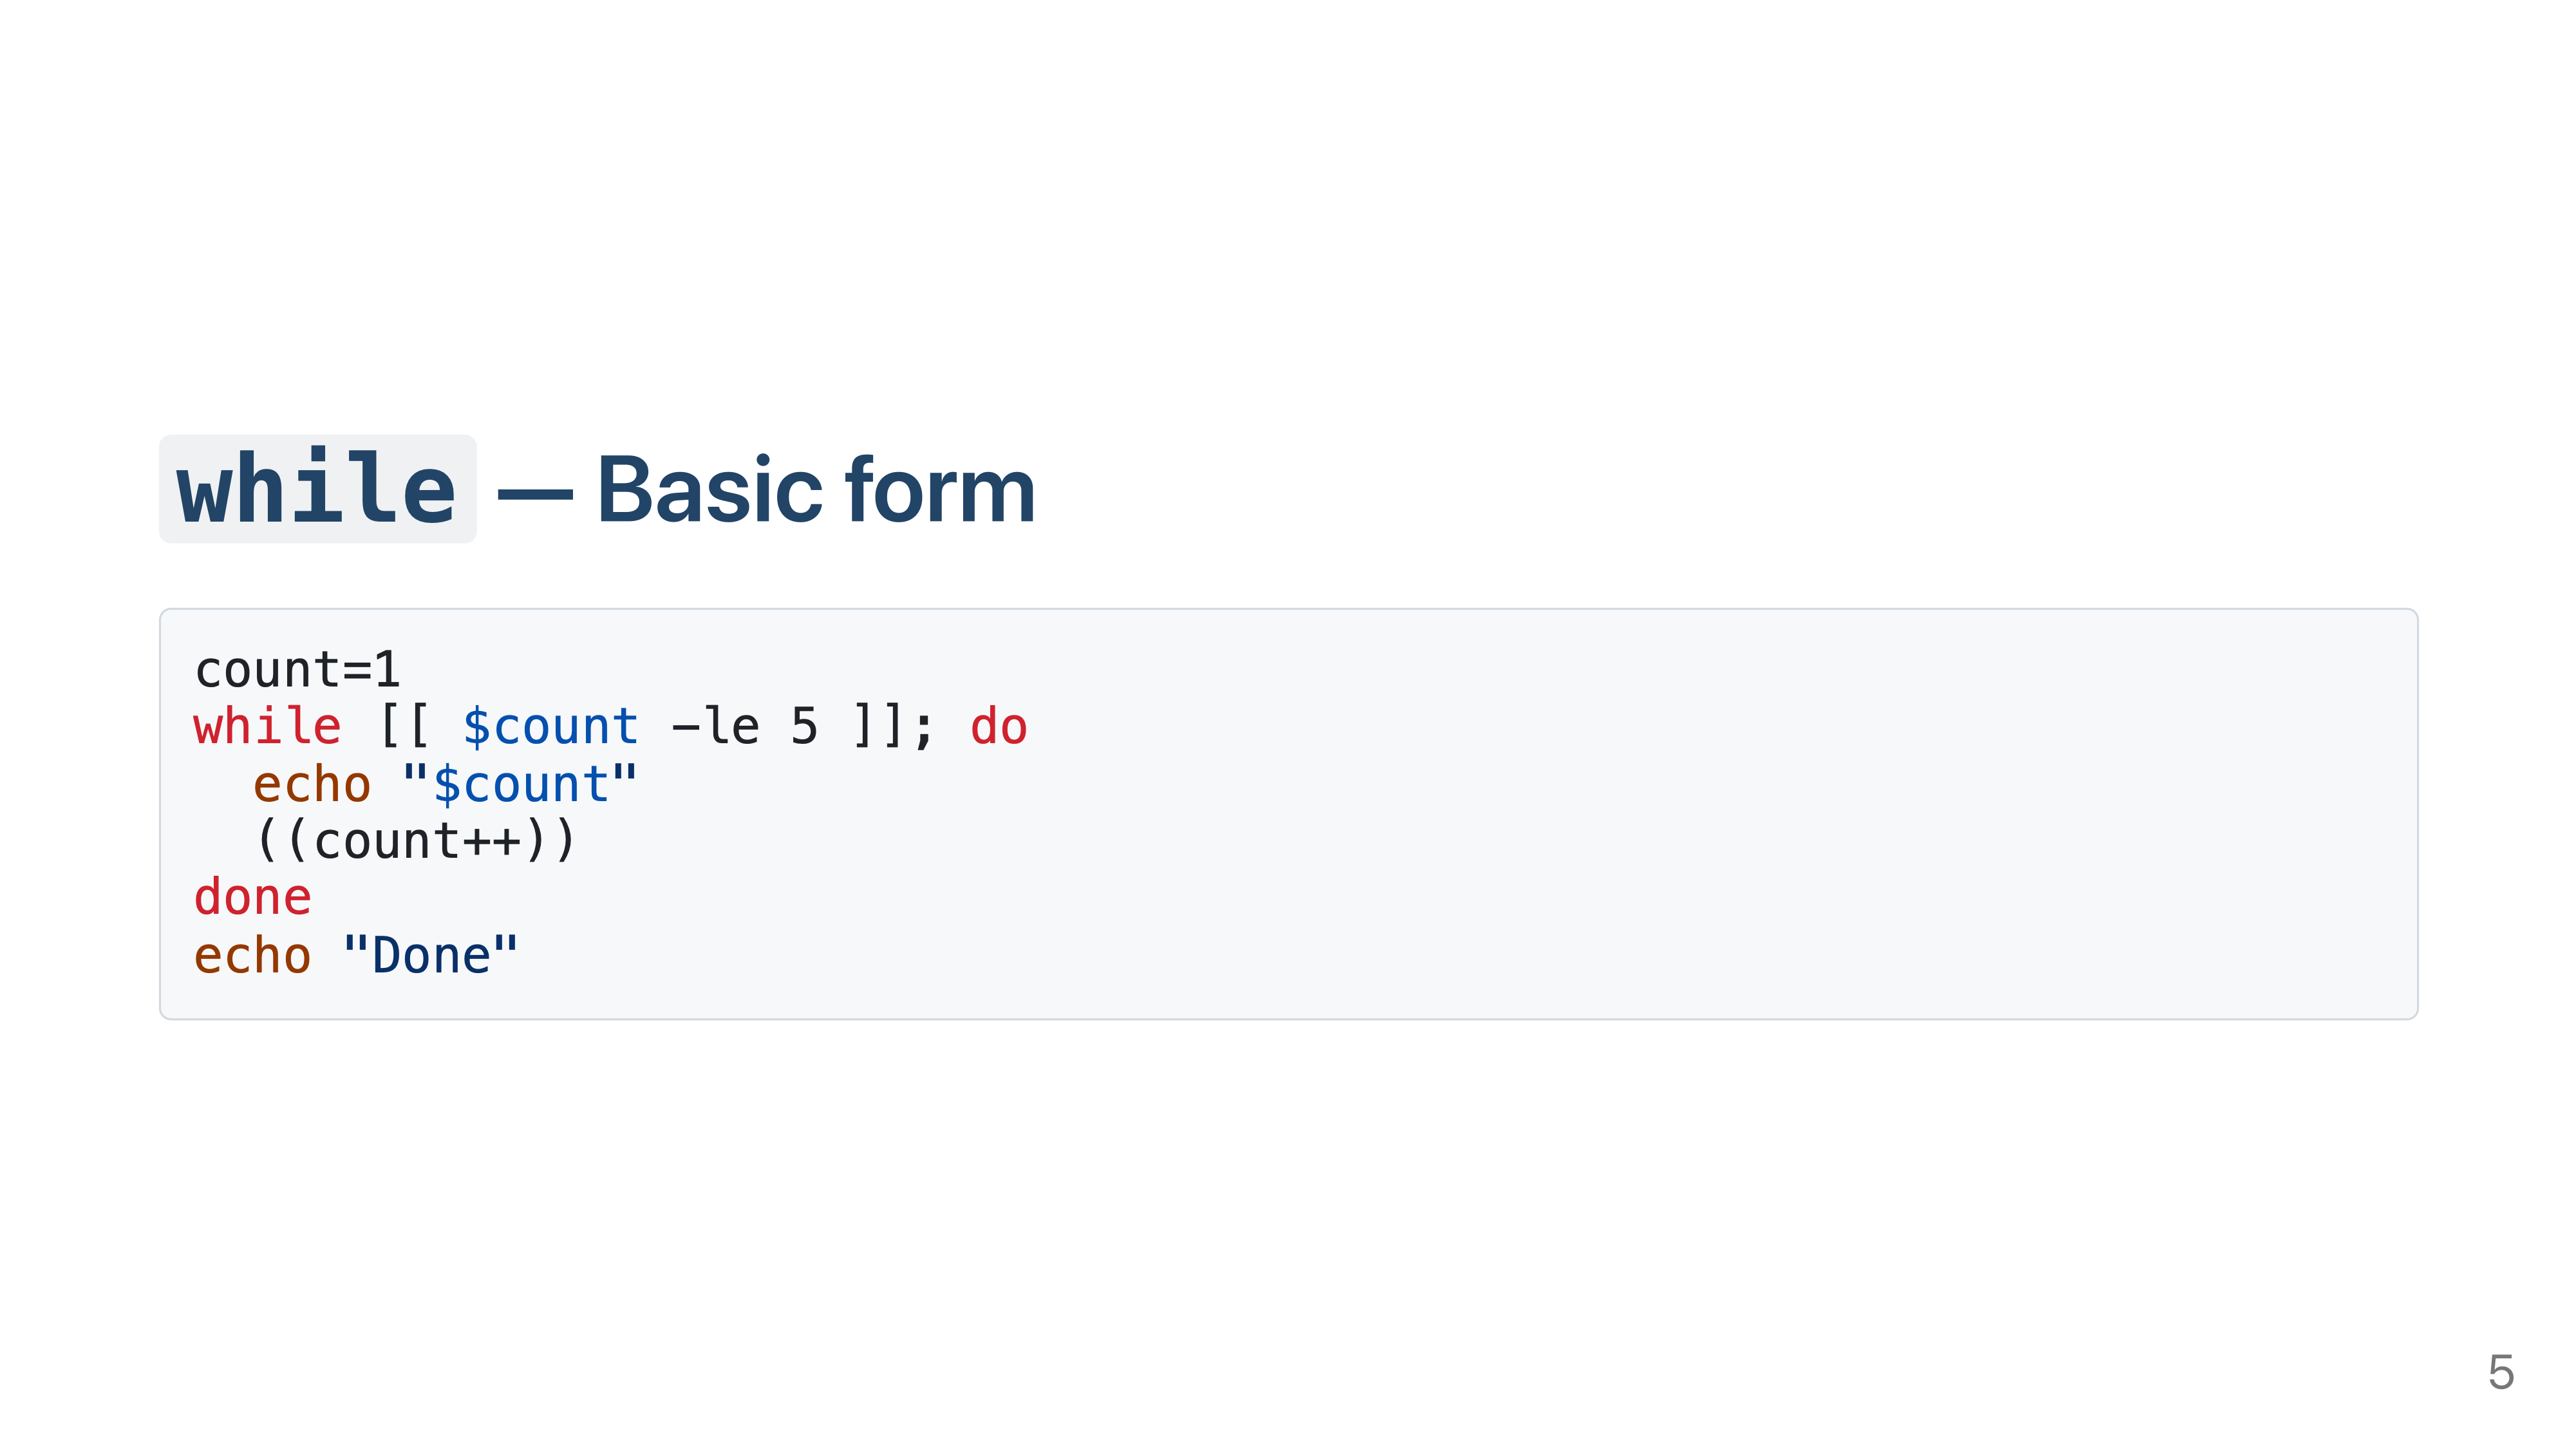 while — Basic form
count=1
while [[ $count -le 5 ]]; do
  echo "$count"
  ((count++))
done
echo "Done"
5